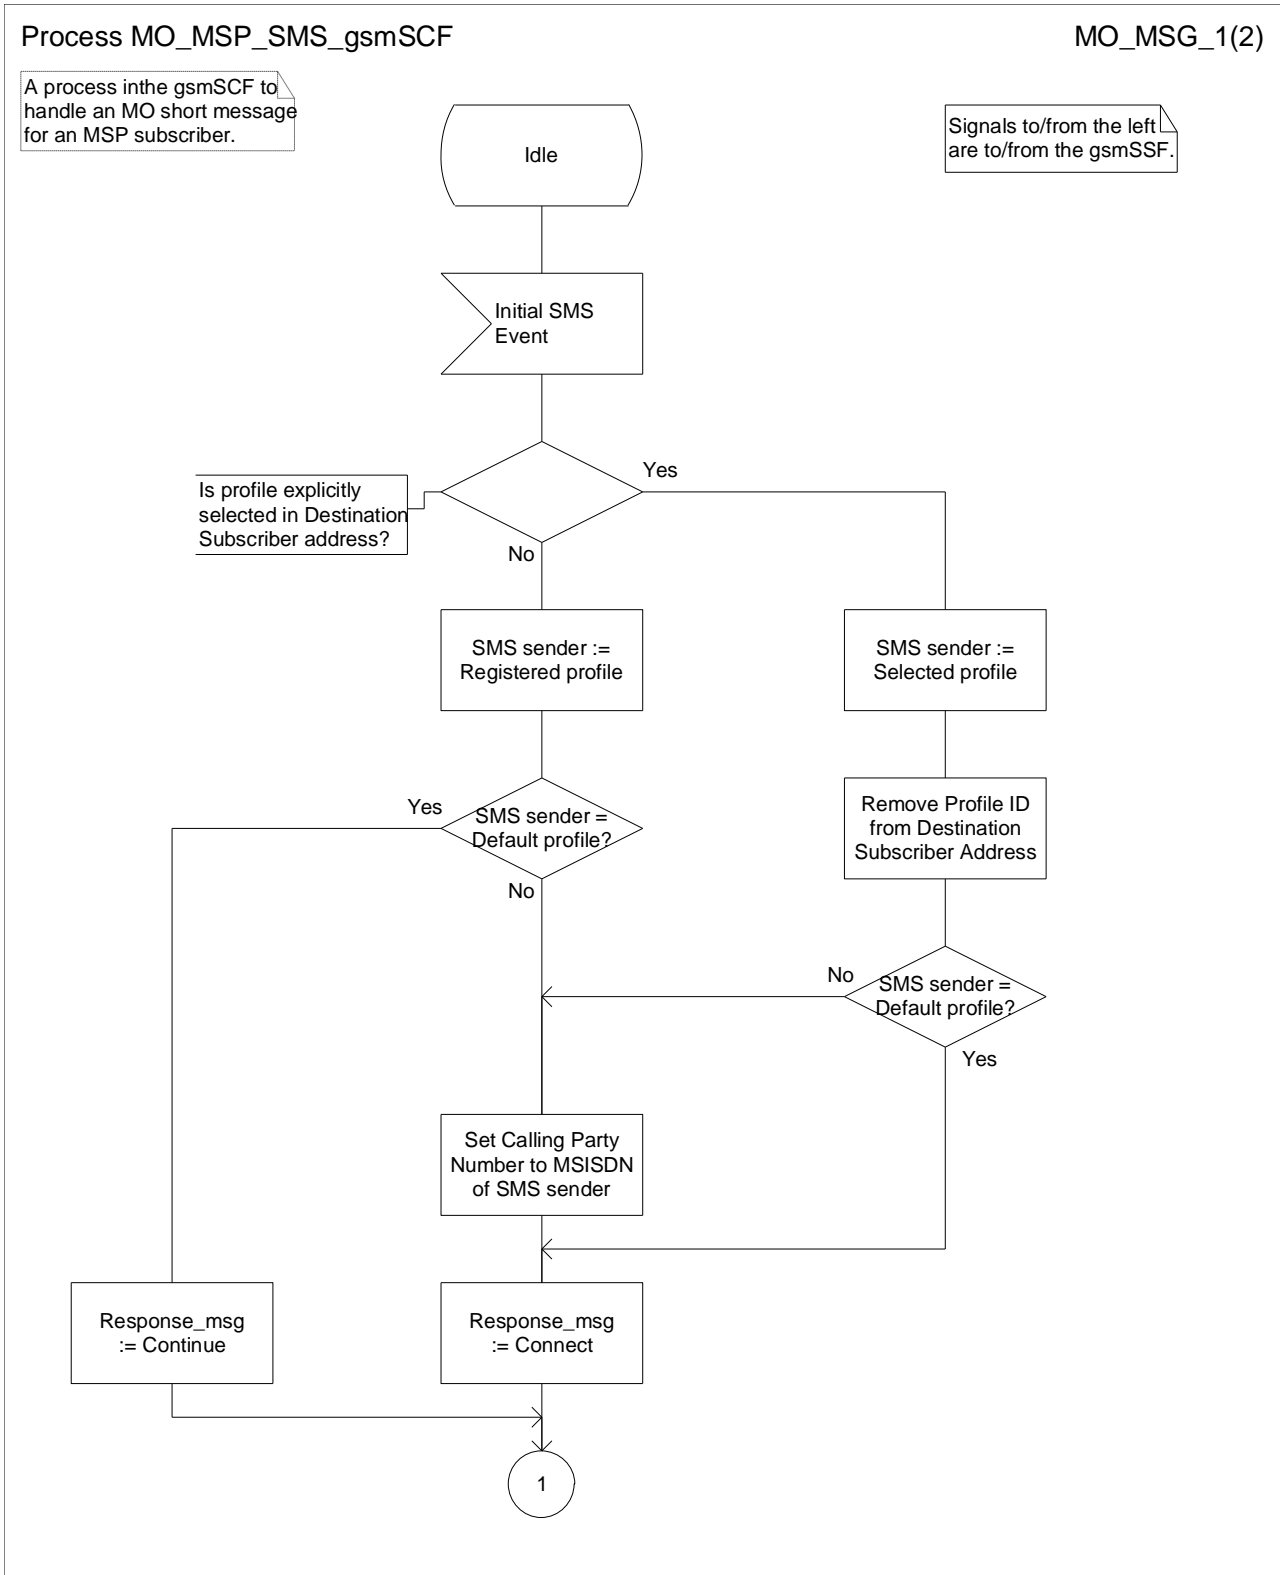 Process MO_MSP_SMS_gsmSCF
MO_MSG_1(2)
A process inthe gsmSCF to
handle an MO short message
for an MSP subscriber.
Signals to/from the left
are to/from the gsmSSF.
Idle
Initial SMS
Event
Is profile explicitly
selected in Destination
Subscriber address?
Yes
No
SMS sender :=
Registered profile
SMS sender :=
Selected profile
Yes
SMS sender =
Default profile?
No
Remove Profile ID
from Destination
Subscriber Address
No
SMS sender =
Default profile?
Yes
Set Calling Party
Number to MSISDN
of SMS sender
Response_msg
:= Continue
Response_msg
:= Connect
1